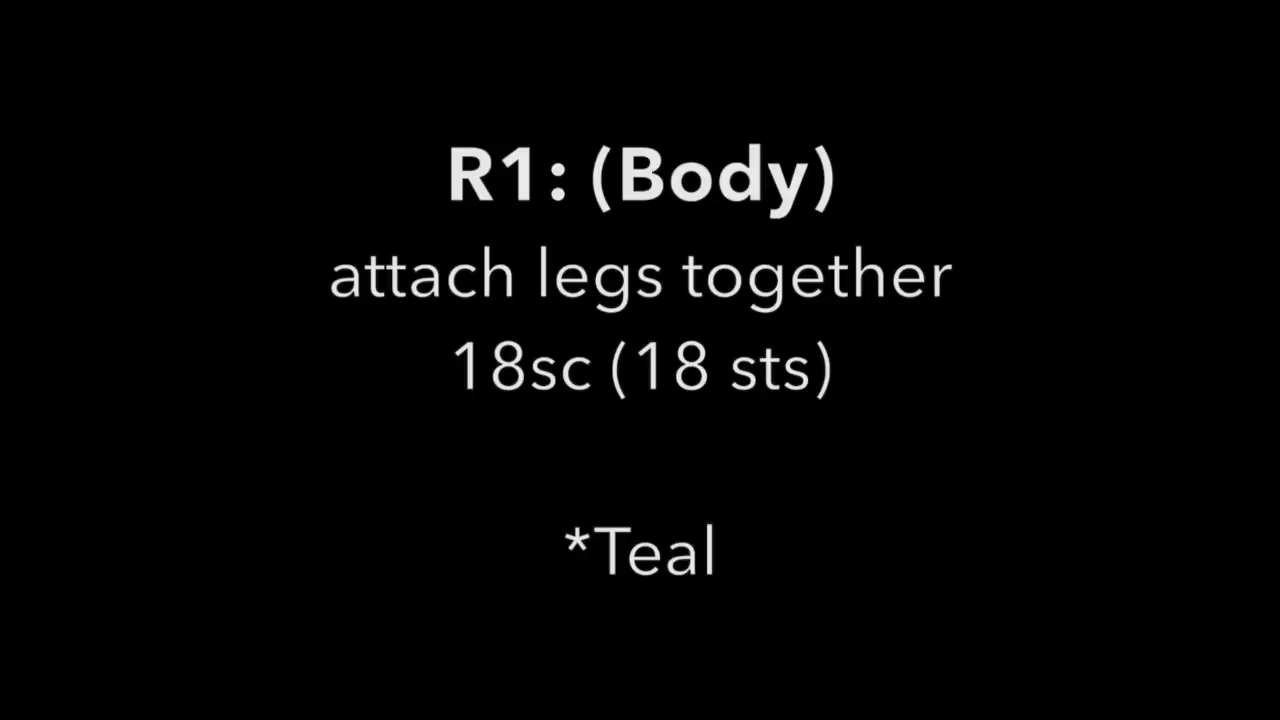 R1: (Body)
attach legs together
18sc (18 sts)
*Teal